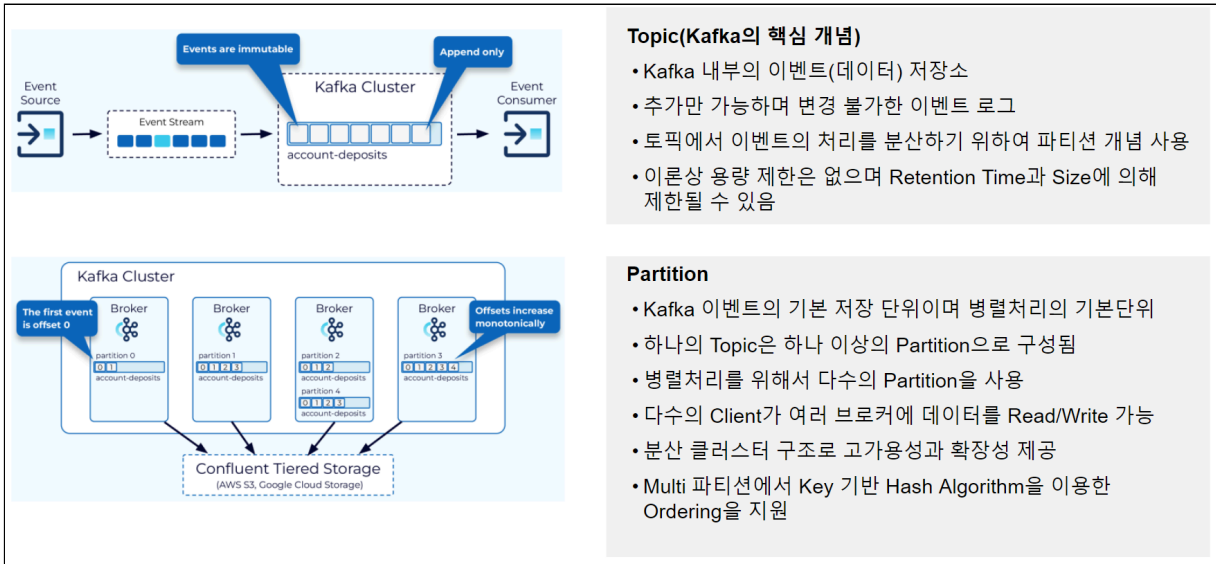 Events are immutable
Append only
Event
Source
Event Stream
Kafka Cluster
account-deposits
Event
Consumer
Topic(Kafka의 핵심 개념)
• Kafka 내부의 이벤트(데이터) 저장소
• 추가만 가능하며 변경 불가한 이벤트 로그
• 토픽에서 이벤트의 처리를 분산하기 위하여 파티션 개념 사용
• 이론상 용량 제한은 없으며 Retention Time과 Size에 의해
제한될 수 있음
Kafka Cluster
The first event
is offset 0
Broker
partition 0
0 1
account-deposits
Broker
partition 1
0 1 2 3
account-deposits
Broker
partition 2
0 1 2
account-deposits
partition 4
0 1 2 3
account-deposits
Broker
Offsets increase
monotonically
partition 3
0 1 2 3 4
account-deposits
Confluent Tiered Storage
(AWS S3, Google Cloud Storage)
Partition
• Kafka 이벤트의 기본 저장 단위이며 병렬처리의 기본단위
• 하나의 Topic은 하나 이상의 Partition으로 구성됨
• 병렬처리를 위해서 다수의 Partition을 사용
• 다수의 Client가 여러 브로커에 데이터를 Read/Write 가능
• 분산 클러스터 구조로 고가용성과 확장성 제공
• Multi 파티션에서 Key 기반 Hash Algorithm을 이용한
Ordering을 지원